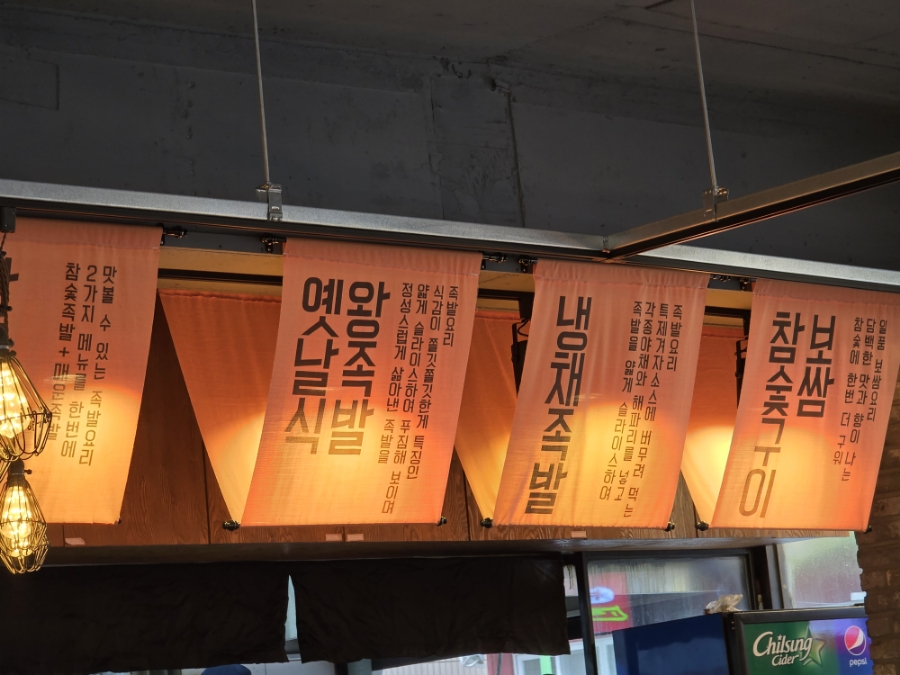 참숯족발 + 매운족발
2가지 메뉴를 한번에
맛볼 수 있는 족발요리
옛날식
왕족발
정성스럽게 삶아낸 족발을
얇게 슬라이스하여 푸짐해 보이며
식감이 쫄깃쫄깃한게 특징인
족발요리
냉채족발
족발을 얇게 슬라이스하여
각종야채와 해파리를 넣고
특제겨자소스에 버무려 먹는
족발요리
참숯구이
보쌈
참숯에 한번 더 구워
담백한 맛과 향이 나는
일품 보쌈요리
Chilsung
Cider
pepsi